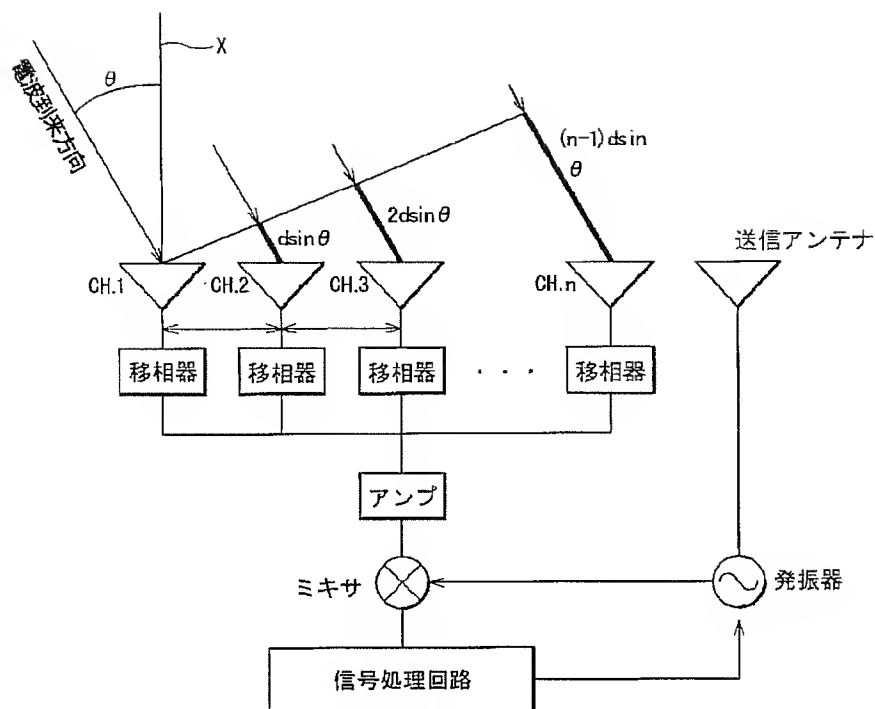 X
θ
電波到来方向
(n-1)dsin
θ
2dsinθ
dsinθ
送信アンテナ
CH.1
CH.2
CH.3
CH.n
移相器
移相器
移相器
・・・
移相器
アンプ
ミキサ
発振器
信号処理回路